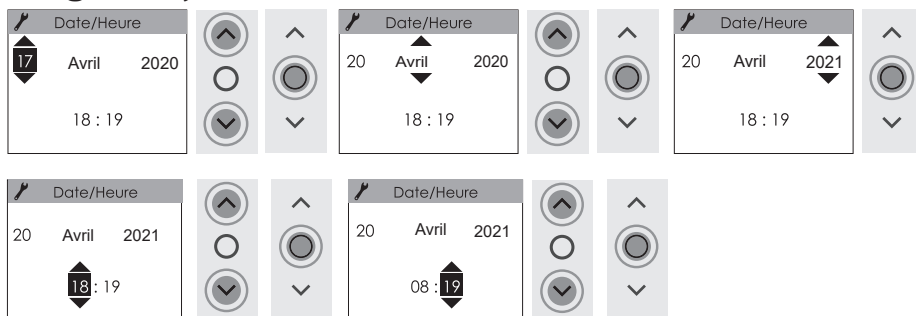 Date/Heure
17 Avril 2020
18 : 19
Date/Heure
20 Avril 2020
18 : 19
Date/Heure
20 Avril 2021
18 : 19
Date/Heure
20 Avril 2021
18 : 19
Date/Heure
20 Avril 2021
08 : 19